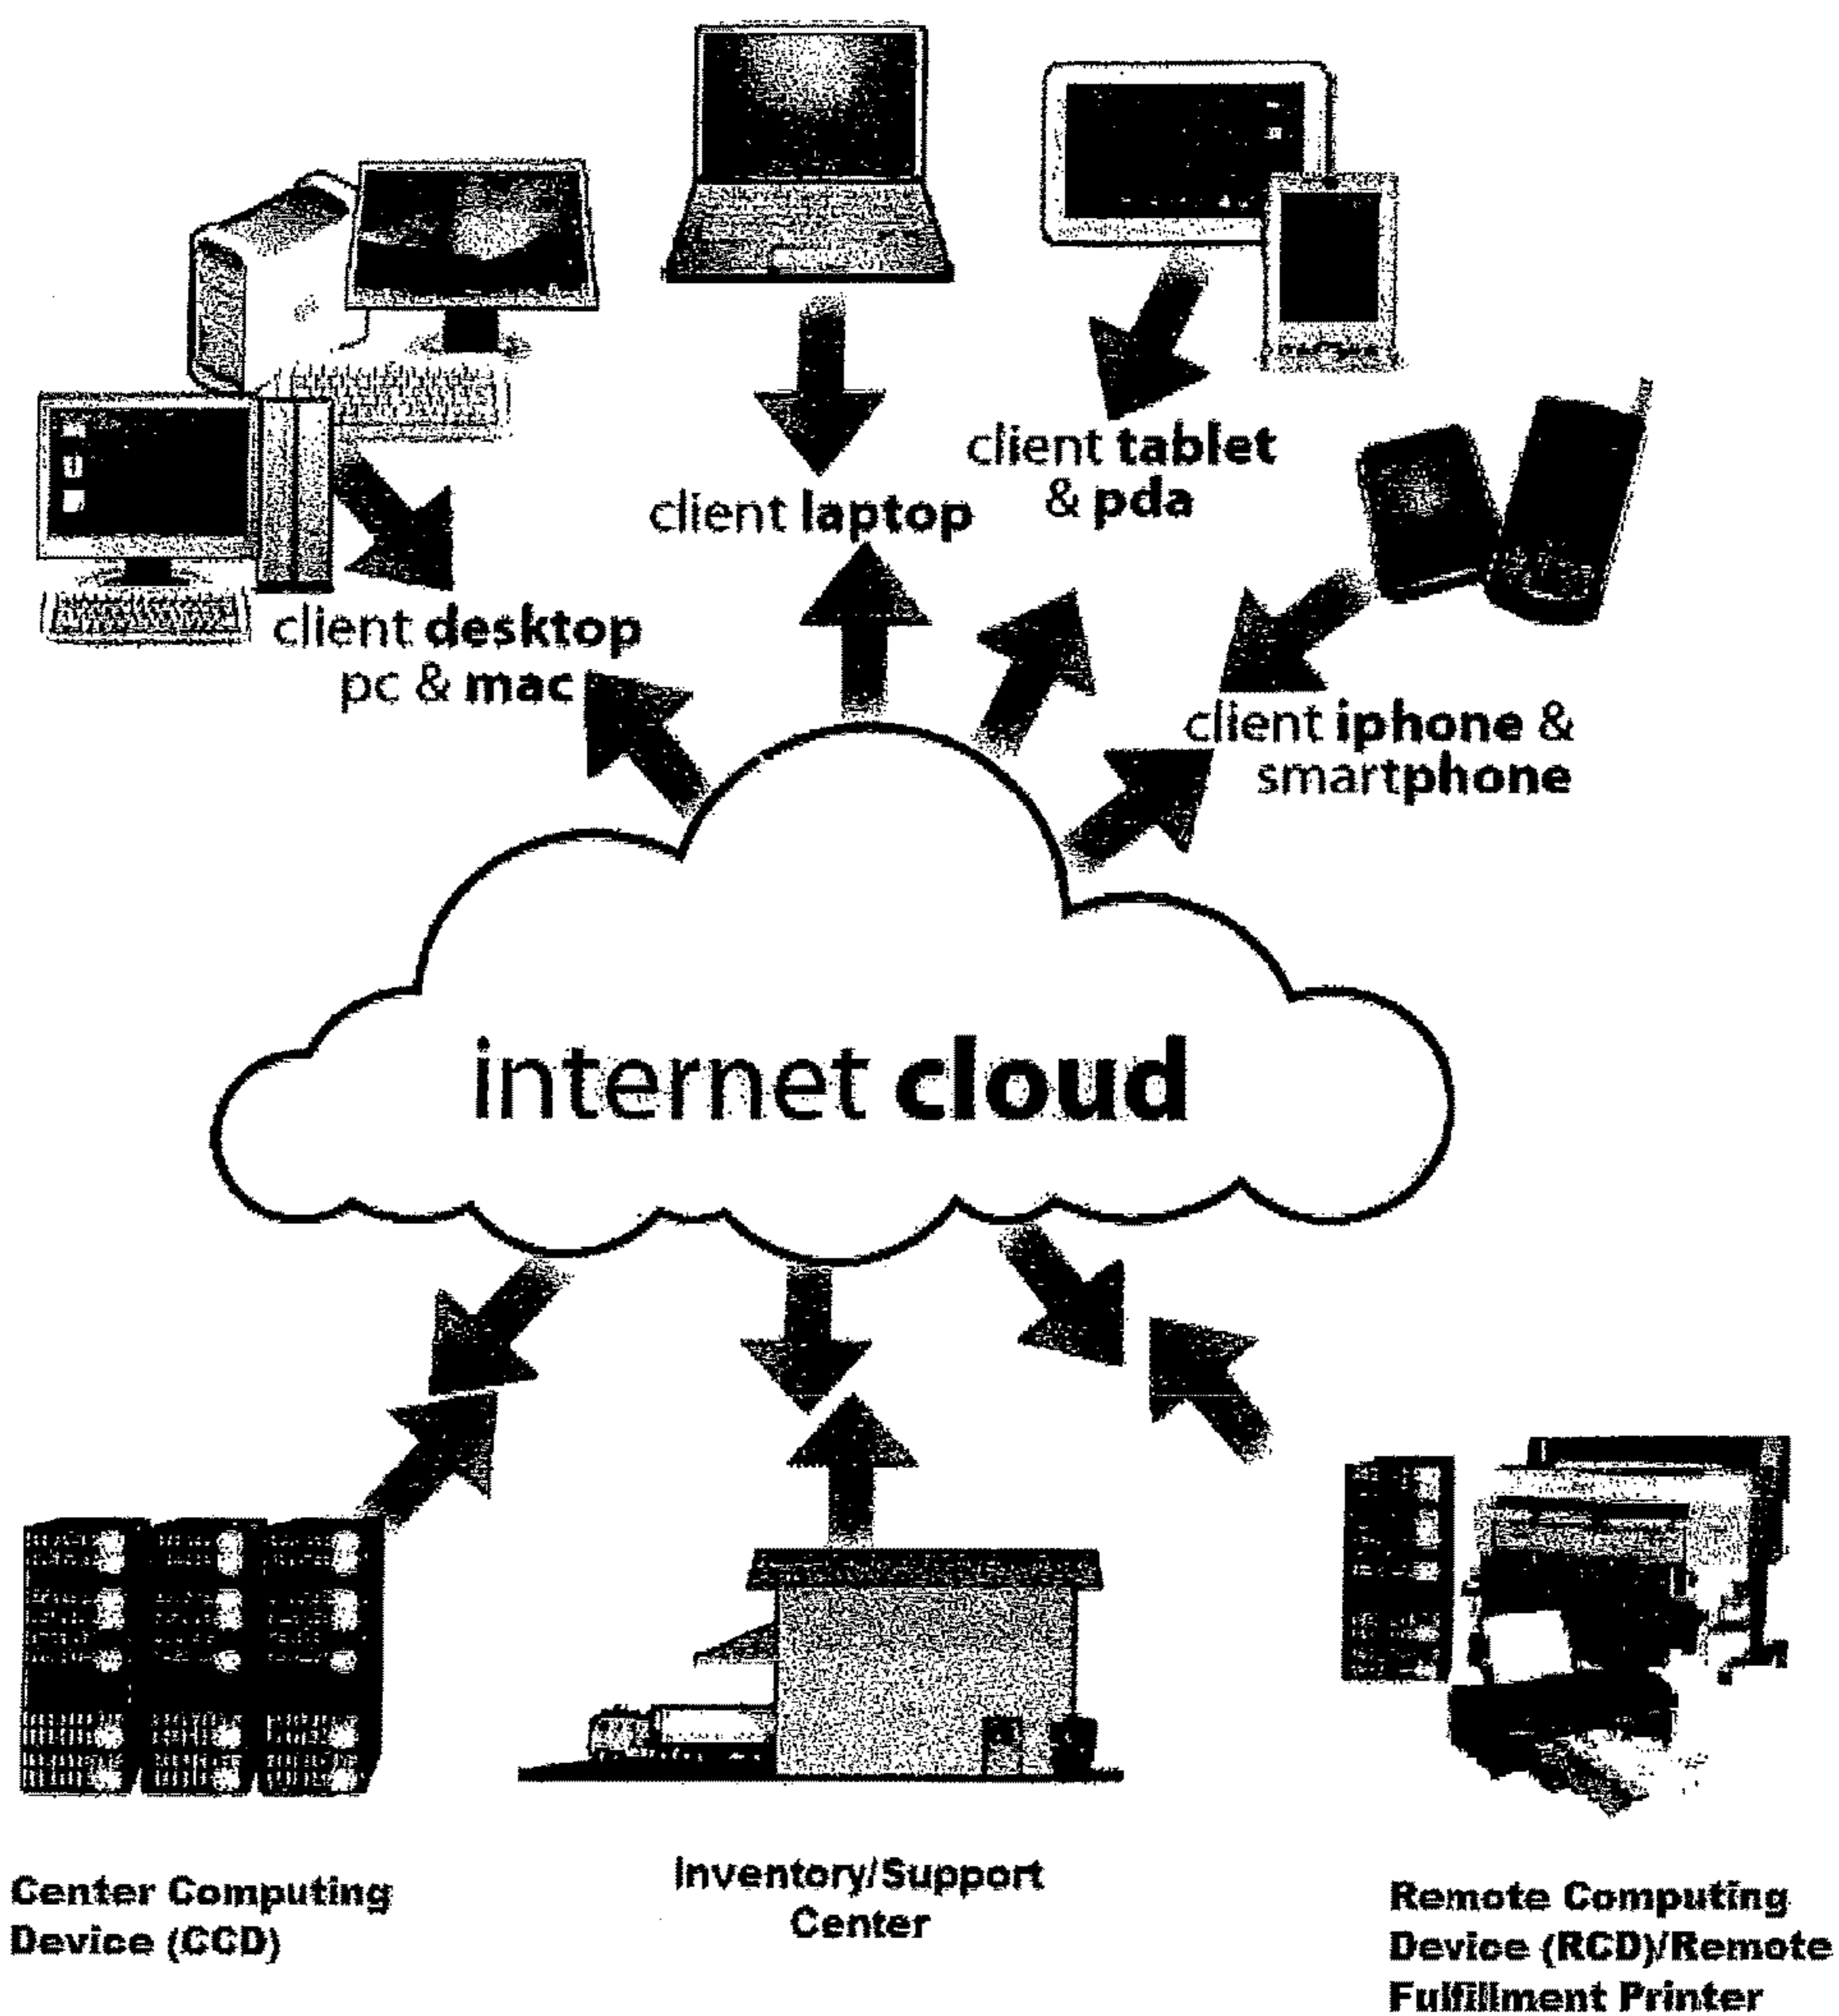 client laptop
client tablet
& pda
client desktop
pc & mac
client iphone &
smartphone
internet cloud
Center Computing
Device (CCD)
Inventory/Support
Center
Remote Computing
Device (RCD)/Remote
Fulfillment Printer